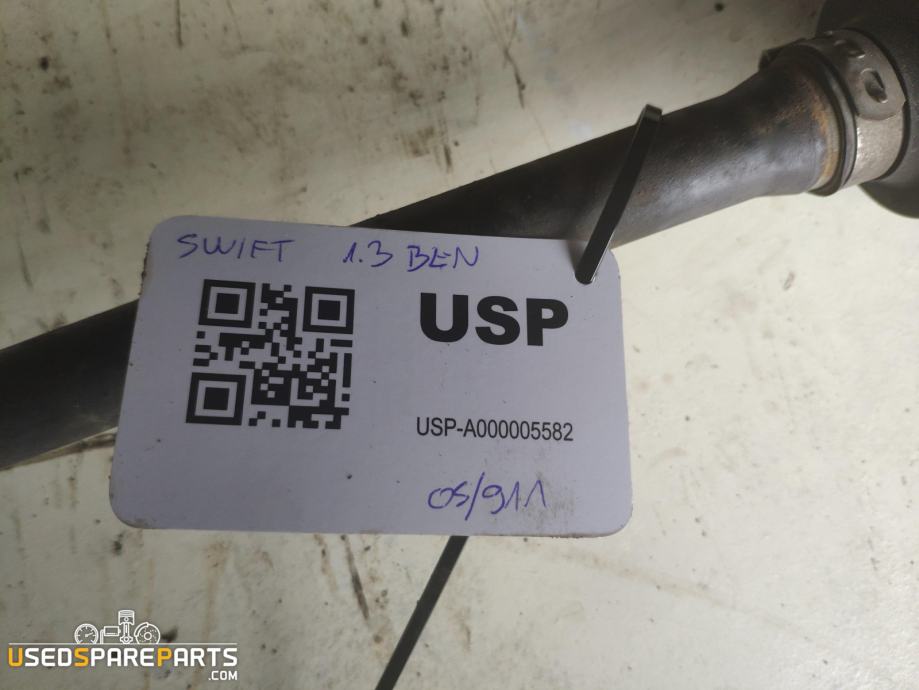 SWIFT 1.3 BEN
USP
USP-A000005582
05/911
USEDSPAREPARTS
.COM